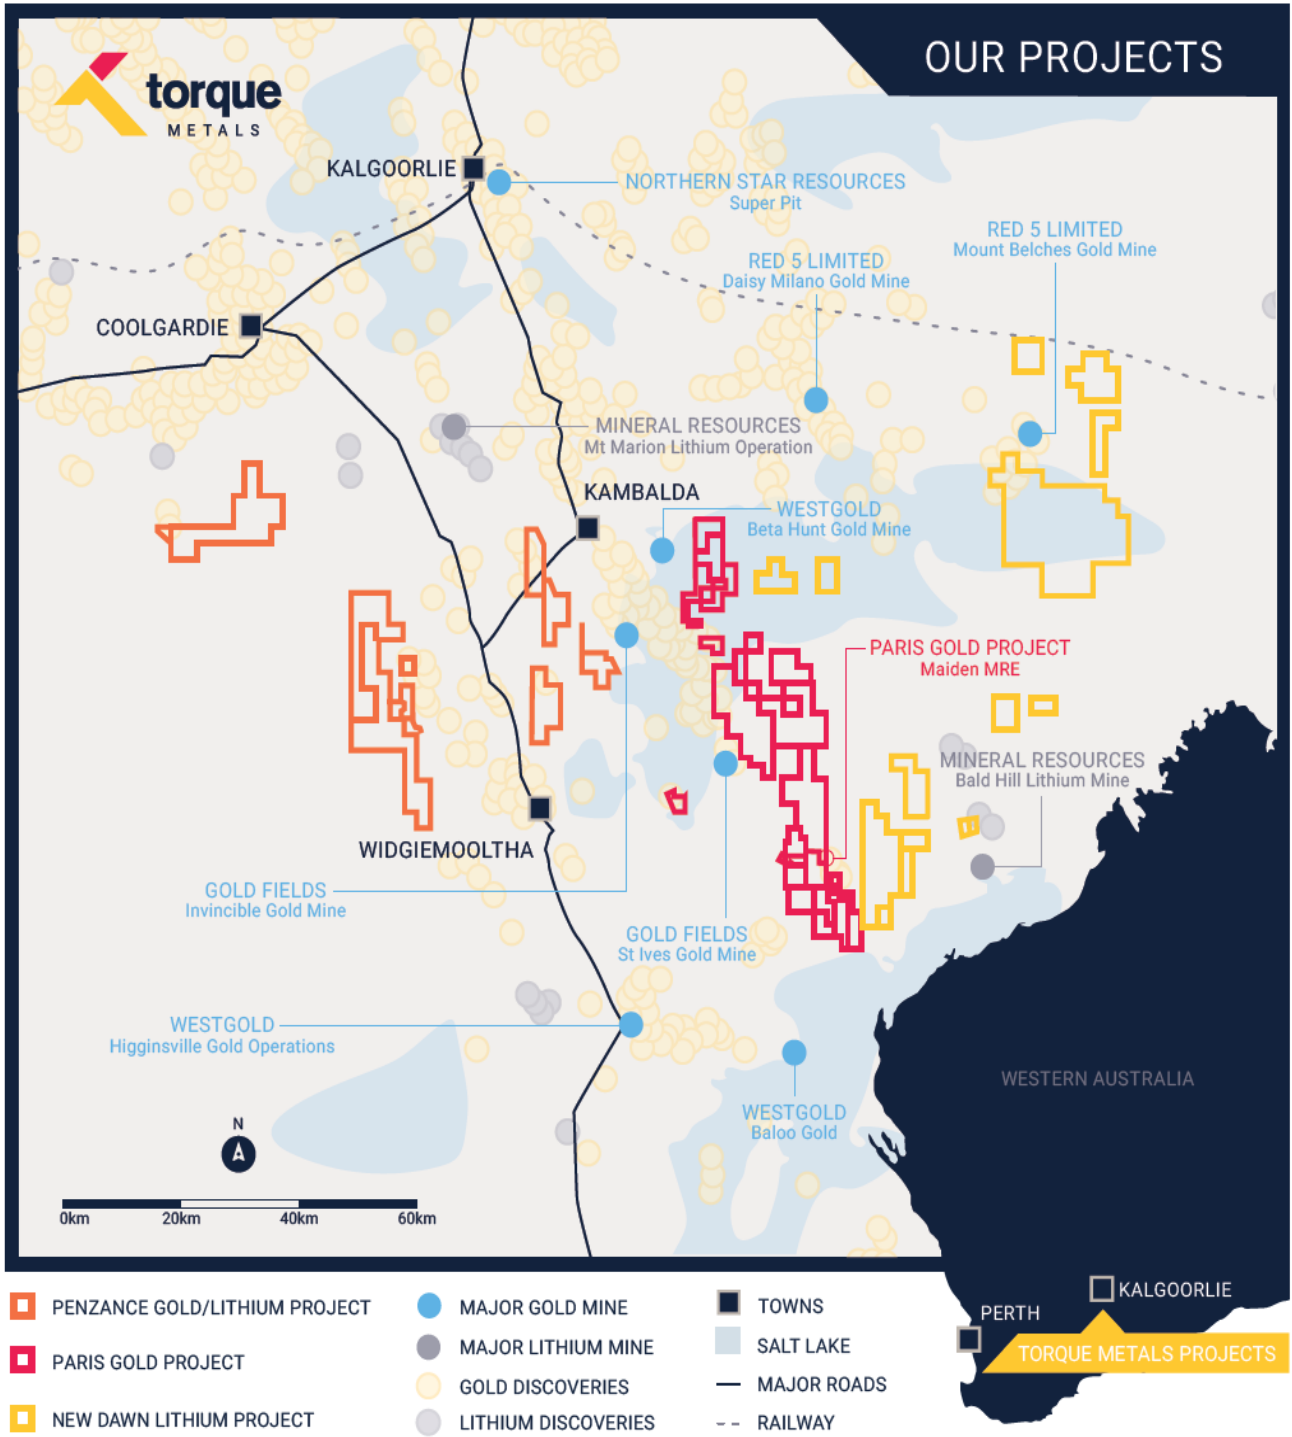 OUR PROJECTS
torque
METALS
KALGOORLIE
NORTHERN STAR RESOURCES
Super Pit
RED 5 LIMITED
Mount Belches Gold Mine
RED 5 LIMITED
Daisy Milano Gold Mine
COOLGARDIE
MINERAL RESOURCES
Mt Marion Lithium Operation
KAMBALDA
WESTGOLD
Beta Hunt Gold Mine
PARIS GOLD PROJECT
Maiden MRE
MINERAL RESOURCES
Bald Hill Lithium Mine
WIDGIEMOOLTHA
GOLD FIELDS
Invincible Gold Mine
GOLD FIELDS
St Ives Gold Mine
WESTGOLD
Higginsville Gold Operations
WESTERN AUSTRALIA
WESTGOLD
Baloo Gold
N
0km 20km 40km 60km
KALGOORLIE
PERTH
TORQUE METALS PROJECTS
PENZANCE GOLD/LITHIUM PROJECT
PARIS GOLD PROJECT
NEW DAWN LITHIUM PROJECT
MAJOR GOLD MINE
MAJOR LITHIUM MINE
GOLD DISCOVERIES
LITHIUM DISCOVERIES
TOWNS
SALT LAKE
MAJOR ROADS
RAILWAY